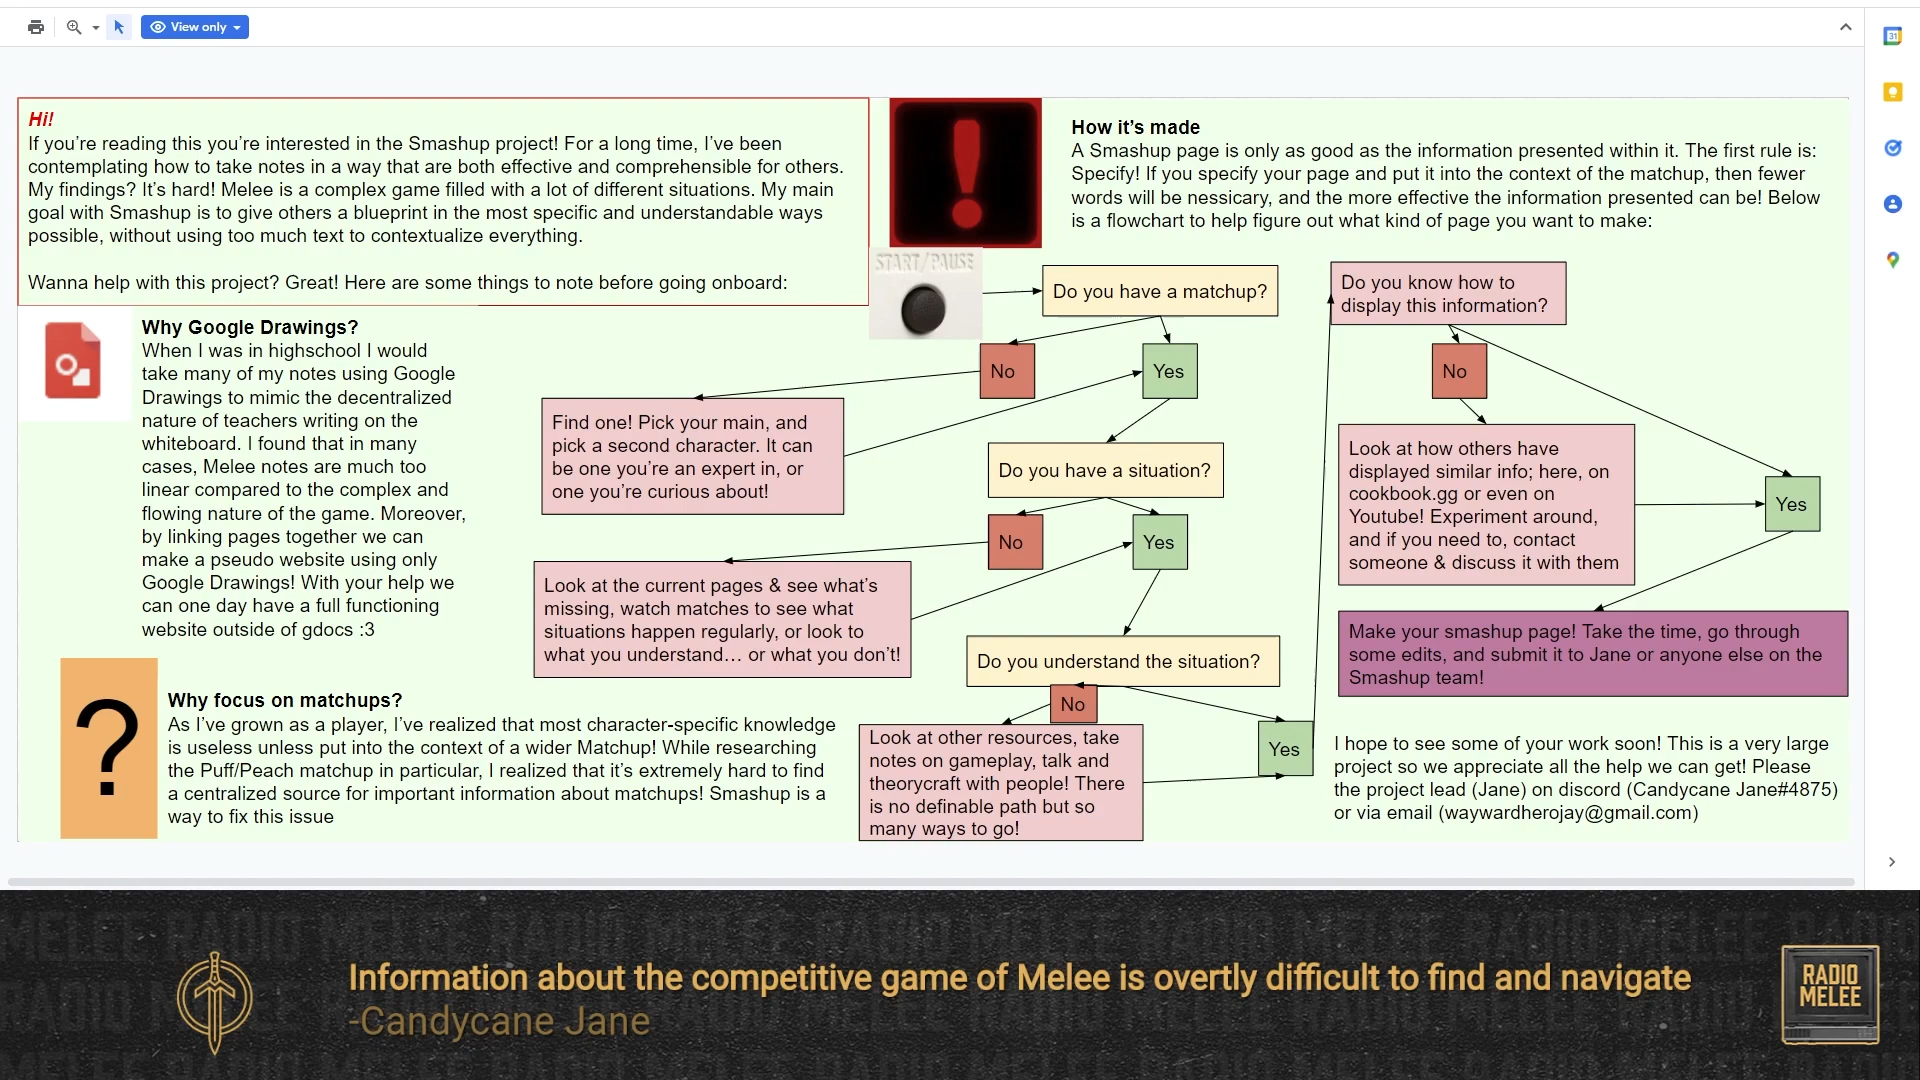 View only
31
Hi!
If you're reading this you're interested in the Smashup project! For a long time, I've been
contemplating how to take notes in a way that are both effective and comprehensible for others.
My findings? It's hard! Melee is a complex game filled with a lot of different situations. My main
goal with Smashup is to give others a blueprint in the most specific and understandable ways
possible, without using too much text to contextualize everything.
Wanna help with this project? Great! Here are some things to note before going onboard:
Why Google Drawings?
When I was in highschool I would
take many of my notes using Google
Drawings to mimic the decentralized
nature of teachers writing on the
whiteboard. I found that in many
cases, Melee notes are much too
linear compared to the complex and
flowing nature of the game. Moreover,
by linking pages together we can
make a pseudo website using only
Google Drawings! With your help we
can one day have a full functioning
website outside of gdocs :3
?
Why focus on matchups?
As I've grown as a player, I've realized that most character-specific knowledge
is useless unless put into the context of a wider Matchup! While researching
the Puff/Peach matchup in particular, I realized that it's extremely hard to find
a centralized source for important information about matchups! Smashup is a
way to fix this issue
!
How it's made
A Smashup page is only as good as the information presented within it. The first rule is:
Specify! If you specify your page and put it into the context of the matchup, then fewer
words will be nessicary, and the more effective the information presented can be! Below
is a flowchart to help figure out what kind of page you want to make:
START/PAUSE
Do you have a matchup?
No
Yes
Find one! Pick your main, and
pick a second character. It can
be one you're an expert in, or
one you're curious about!
Do you have a situation?
No
Yes
Look at the current pages & see what's
missing, watch matches to see what
situations happen regularly, or look to
what you understand… or what you don't!
Do you understand the situation?
No
Yes
Look at other resources, take
notes on gameplay, talk and
theorycraft with people! There
is no definable path but so
many ways to go!
Do you know how to
display this information?
No
Yes
Look at how others have
displayed similar info; here, on
cookbook.gg or even on
Youtube! Experiment around,
and if you need to, contact
someone & discuss it with them
Make your smashup page! Take the time, go through
some edits, and submit it to Jane or anyone else on the
Smashup team!
I hope to see some of your work soon! This is a very large
project so we appreciate all the help we can get! Please
the project lead (Jane) on discord (Candycane Jane#4875)
or via email (waywardherojay@gmail.com)
MELEE RADIO MELEE RADIO MELEE RADIO MELEE RADIO MELEE RADIO
Information about the competitive game of Melee is overtly difficult to find and navigate
-Candycane Jane
RADIO
MELEE